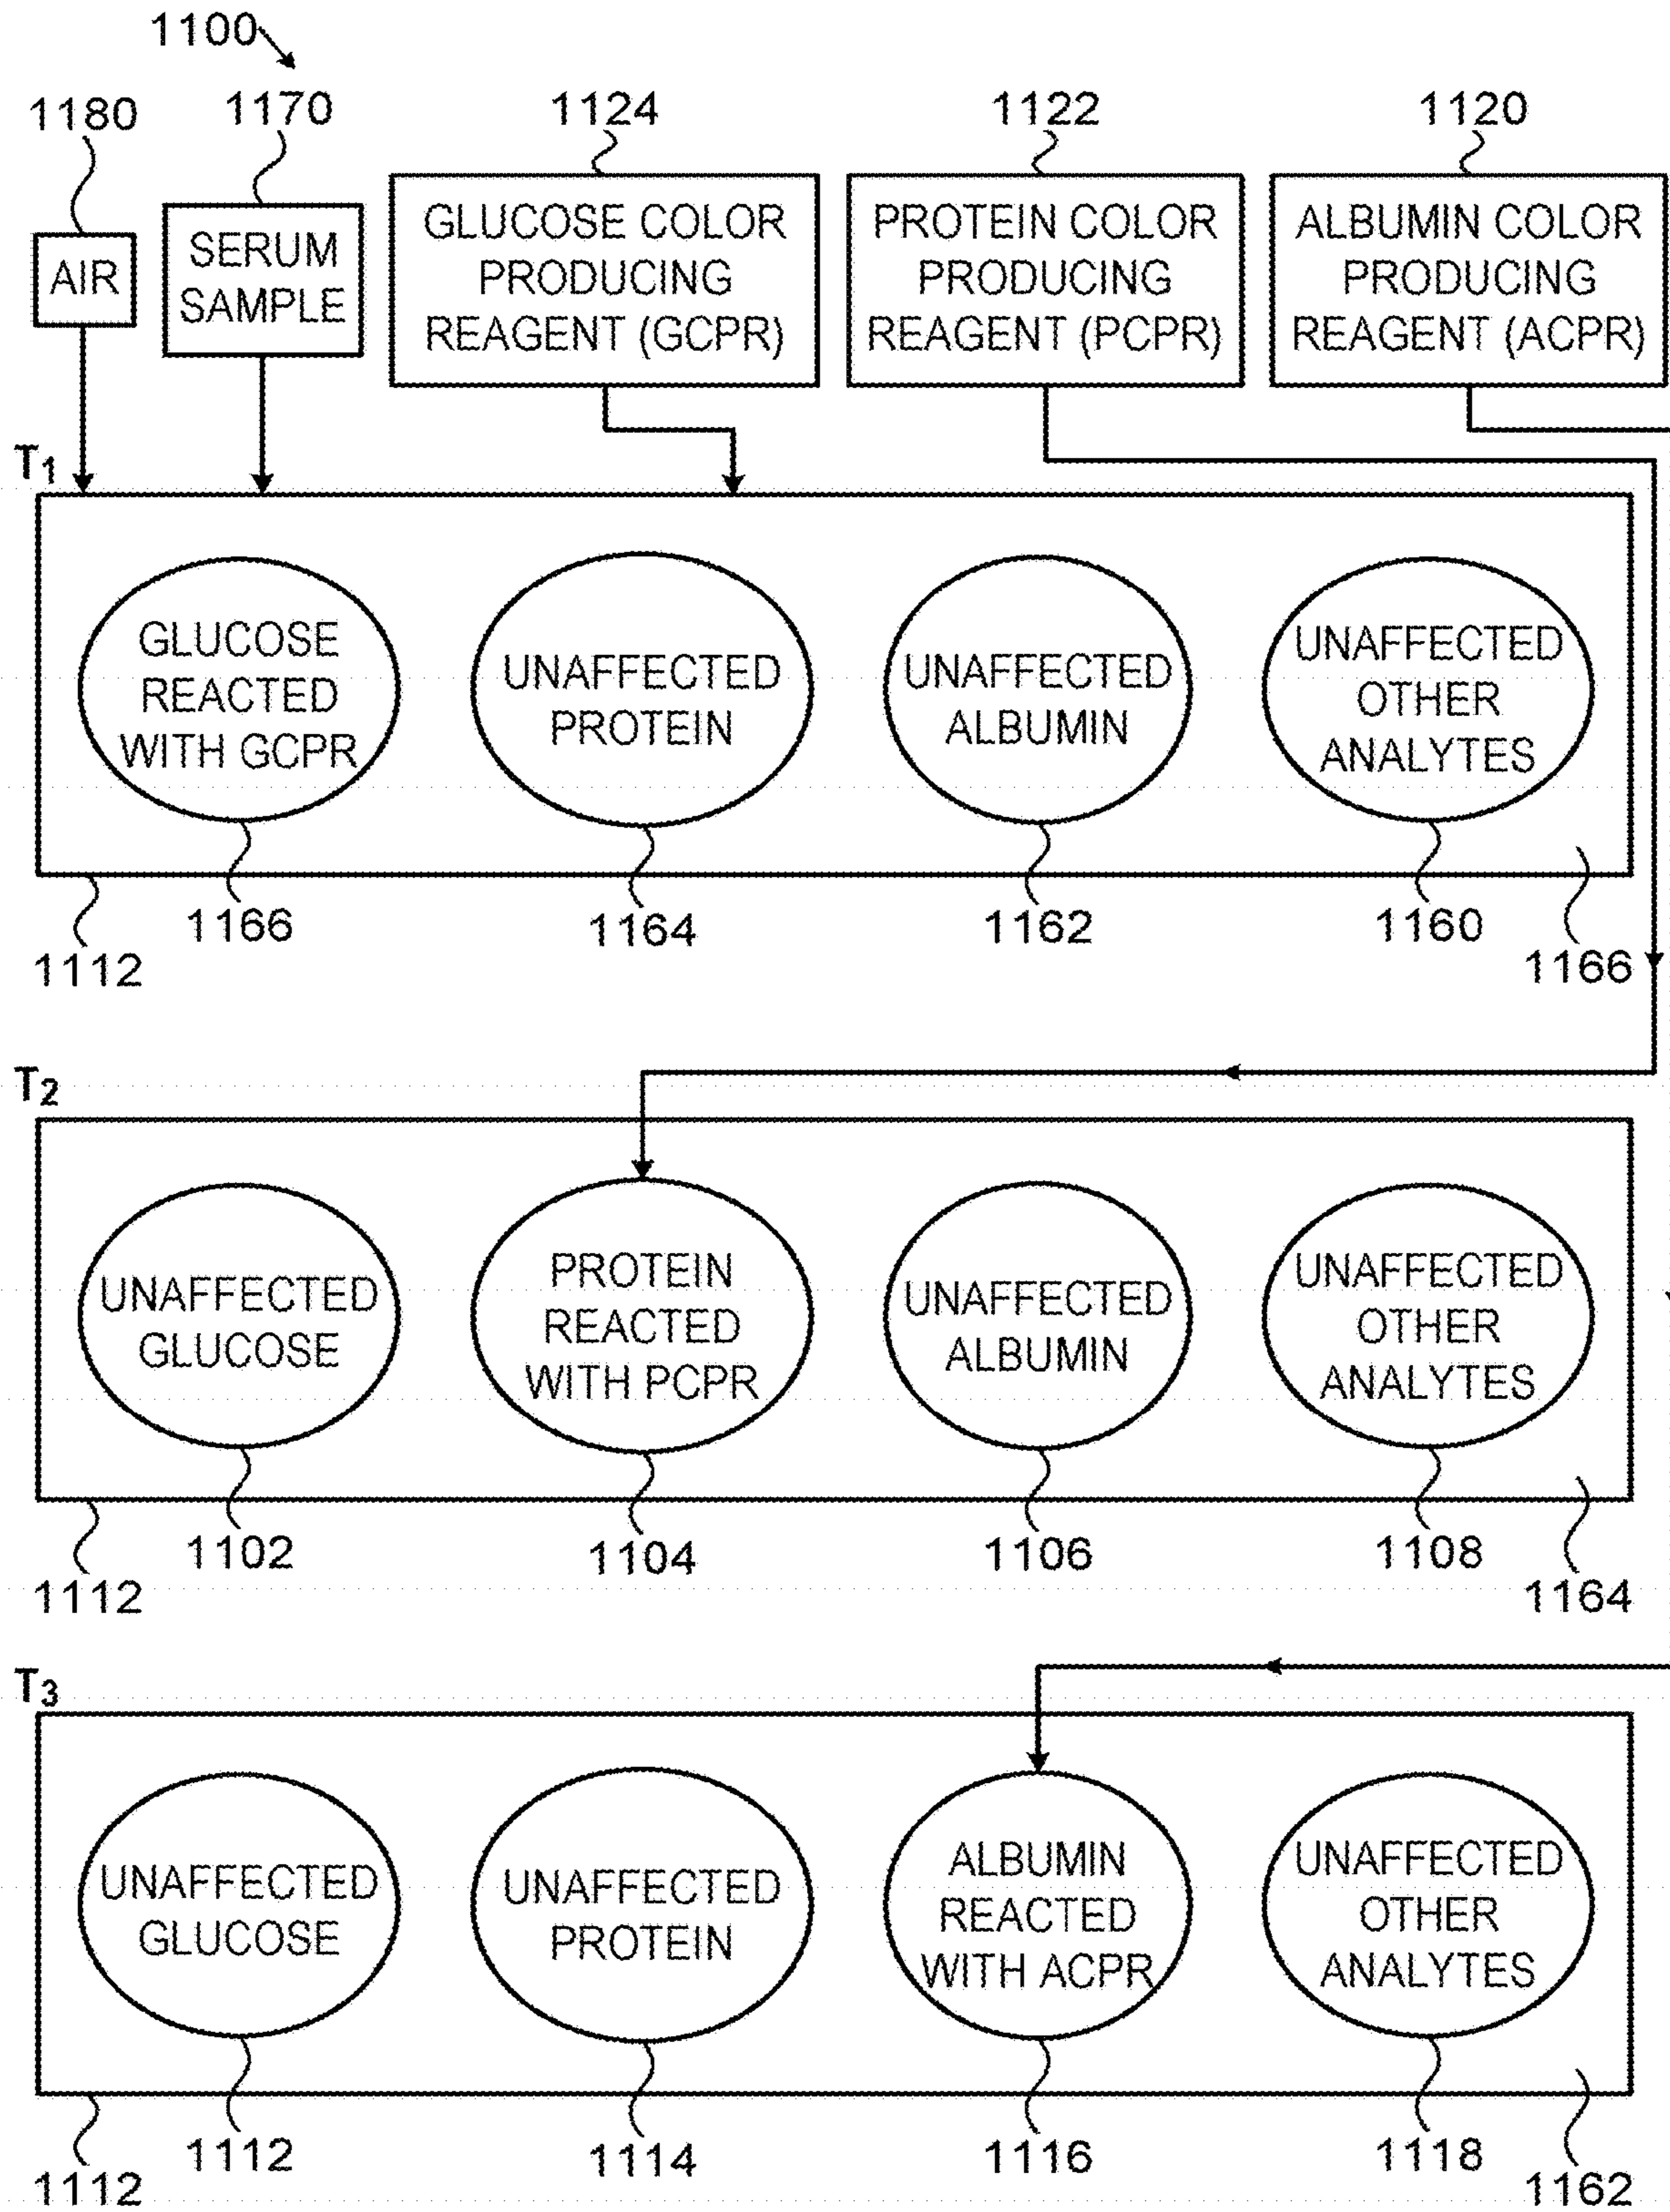 1100
1180
1170
1124
1122
1120
AIR
SERUM
SAMPLE
GLUCOSE COLOR
PRODUCING
REAGENT (GCPR)
PROTEIN COLOR
PRODUCING
REAGENT (PCPR)
ALBUMIN COLOR
PRODUCING
REAGENT (ACPR)
T1
GLUCOSE
REACTED
WITH GCPR
UNAFFECTED
PROTEIN
UNAFFECTED
ALBUMIN
UNAFFECTED
OTHER
ANALYTES
1112
1166
1164
1162
1160
1166
T2
UNAFFECTED
GLUCOSE
PROTEIN
REACTED
WITH PCPR
UNAFFECTED
ALBUMIN
UNAFFECTED
OTHER
ANALYTES
1112
1102
1104
1106
1108
1164
T3
UNAFFECTED
GLUCOSE
UNAFFECTED
PROTEIN
ALBUMIN
REACTED
WITH ACPR
UNAFFECTED
OTHER
ANALYTES
1112
1112
1114
1116
1118
1162